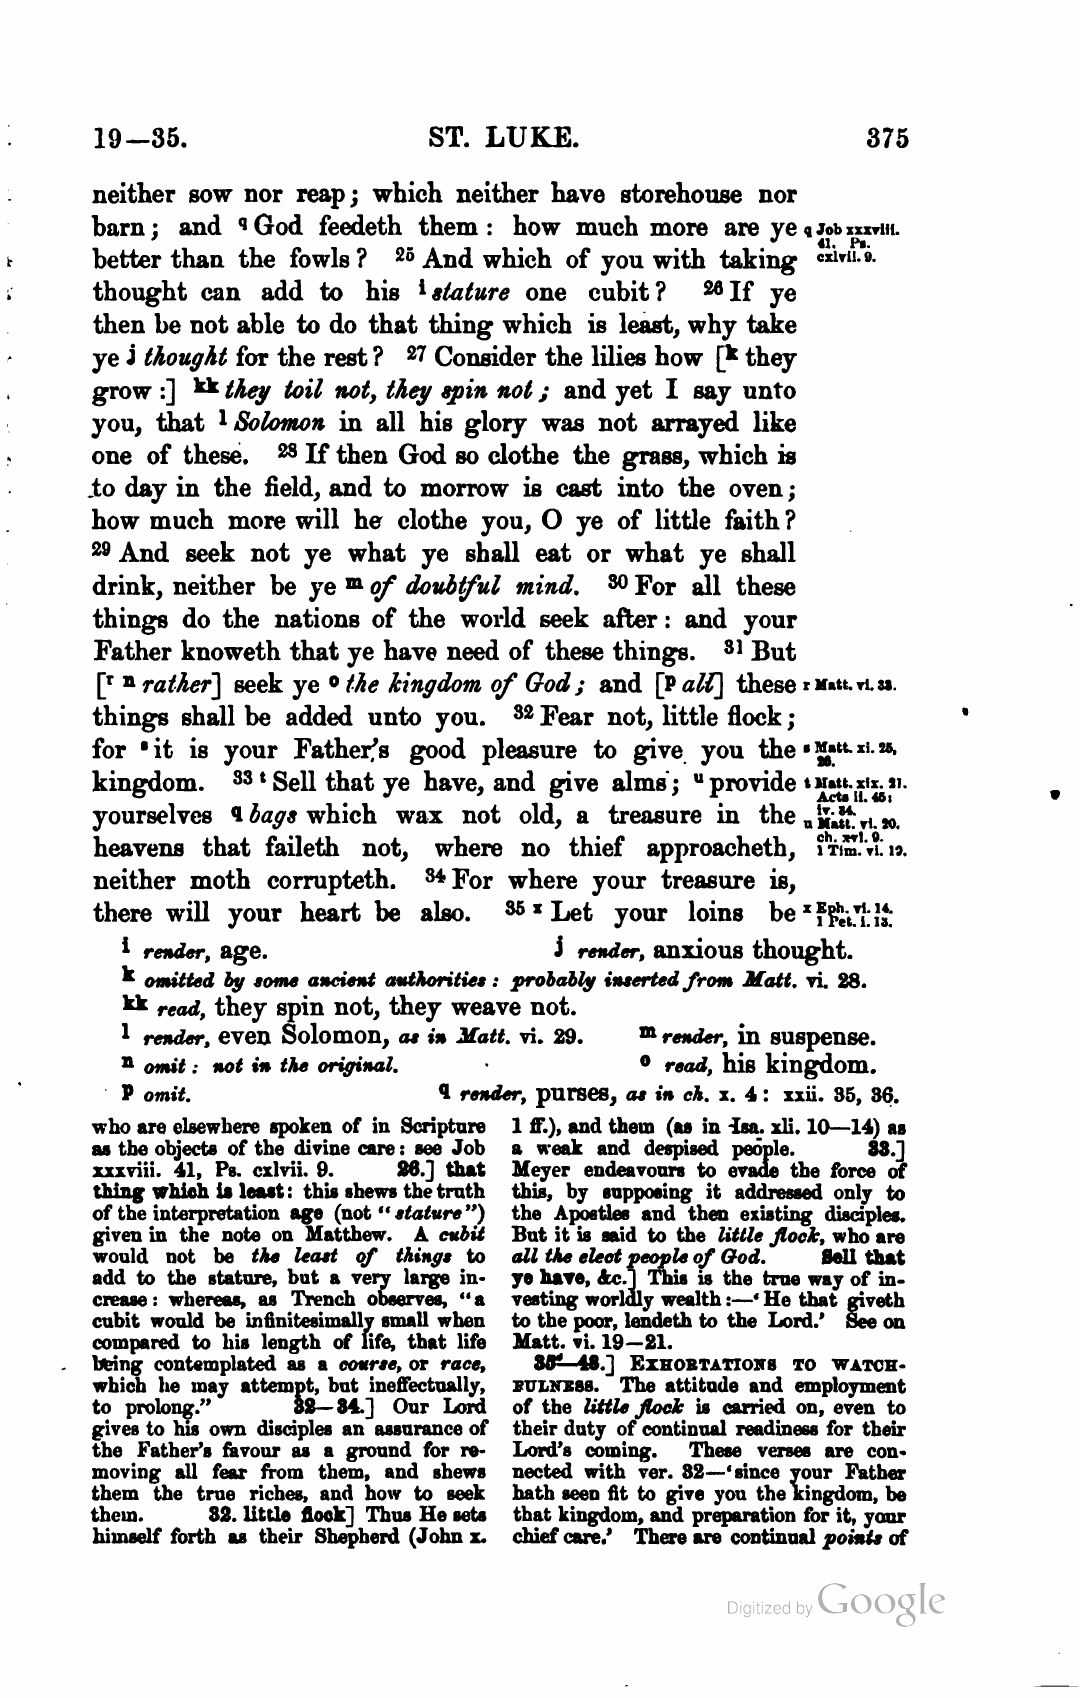 19—35. ST. LUKE. 375
neither sow nor reap; which neither have storehouse nor
barn; and q God feedeth them: how much more are ye q Job xxxviii.
41. Ps.
better than the fowls? 25 And which of you with taking cxlvii. 9.
thought can add to his i stature one cubit? 26 If ye
then be not able to do that thing which is least, why take
ye j thought for the rest? 27 Consider the lilies how [k they
grow:] kk they toil not, they spin not; and yet I say unto
you, that l Solomon in all his glory was not arrayed like
one of these. 28 If then God so clothe the grass, which is
to day in the field, and to morrow is cast into the oven;
how much more will he clothe you, O ye of little faith?
29 And seek not ye what ye shall eat or what ye shall
drink, neither be ye m of doubtful mind. 30 For all these
things do the nations of the world seek after: and your
Father knoweth that ye have need of these things. 31 But
[r n rather] seek ye o the kingdom of God; and [p all] these r Matt. vi. 33.
things shall be added unto you. 32 Fear not, little flock;
for s it is your Father's good pleasure to give you the s Matt. xi. 25,
26.
kingdom. 33 t Sell that ye have, and give alms; u provide t Matt. xix. 21.
Acts ii. 45:
iv. 34.
yourselves q bags which wax not old, a treasure in the u Matt. vi. 20.
ch. xvi. 9.
heavens that faileth not, where no thief approacheth, 1 Tim. vi. 19.
neither moth corrupteth. 34 For where your treasure is,
there will your heart be also. 35 x Let your loins be x Eph. vi. 14.
1 Pet. i. 13.
i render, age. j render, anxious thought.
k omitted by some ancient authorities: probably inserted from Matt. vi. 28.
kk read, they spin not, they weave not.
l render, even Solomon, as in Matt. vi. 29. m render, in suspense.
n omit: not in the original. o read, his kingdom.
p omit. q render, purses, as in ch. x. 4: xxii. 35, 36.
who are elsewhere spoken of in Scripture
as the objects of the divine care: see Job
xxxviii. 41, Ps. cxlvii. 9. 26.] that
thing which is least: this shews the truth
of the interpretation age (not "stature")
given in the note on Matthew. A cubit
would not be the least of things to
add to the stature, but a very large in-
crease: whereas, as Trench observes, "a
cubit would be infinitesimally small when
compared to his length of life, that life
being contemplated as a course, or race,
which he may attempt, but ineffectually,
to prolong." 32—34.] Our Lord
gives to his own disciples an assurance of
the Father's favour as a ground for re-
moving all fear from them, and shews
them the true riches, and how to seek
them. 32. little flock] Thus He sets
himself forth as their Shepherd (John x.
1 ff.), and them (as in Isa. xli. 10—14) as
a weak and despised people. 33.]
Meyer endeavours to evade the force of
this, by supposing it addressed only to
the Apostles and then existing disciples.
But it is said to the little flock, who are
all the elect people of God. Sell that
ye have, &c.] This is the true way of in-
vesting worldly wealth:—'He that giveth
to the poor, lendeth to the Lord.' See on
Matt. vi. 19—21.
35—48.] EXHORTATIONS TO WATCH-
FULNESS. The attitude and employment
of the little flock is carried on, even to
their duty of continual readiness for their
Lord's coming. These verses are con-
nected with ver. 32—'since your Father
hath seen fit to give you the kingdom, be
that kingdom, and preparation for it, your
chief care.' There are continual points of
Digitized by Google